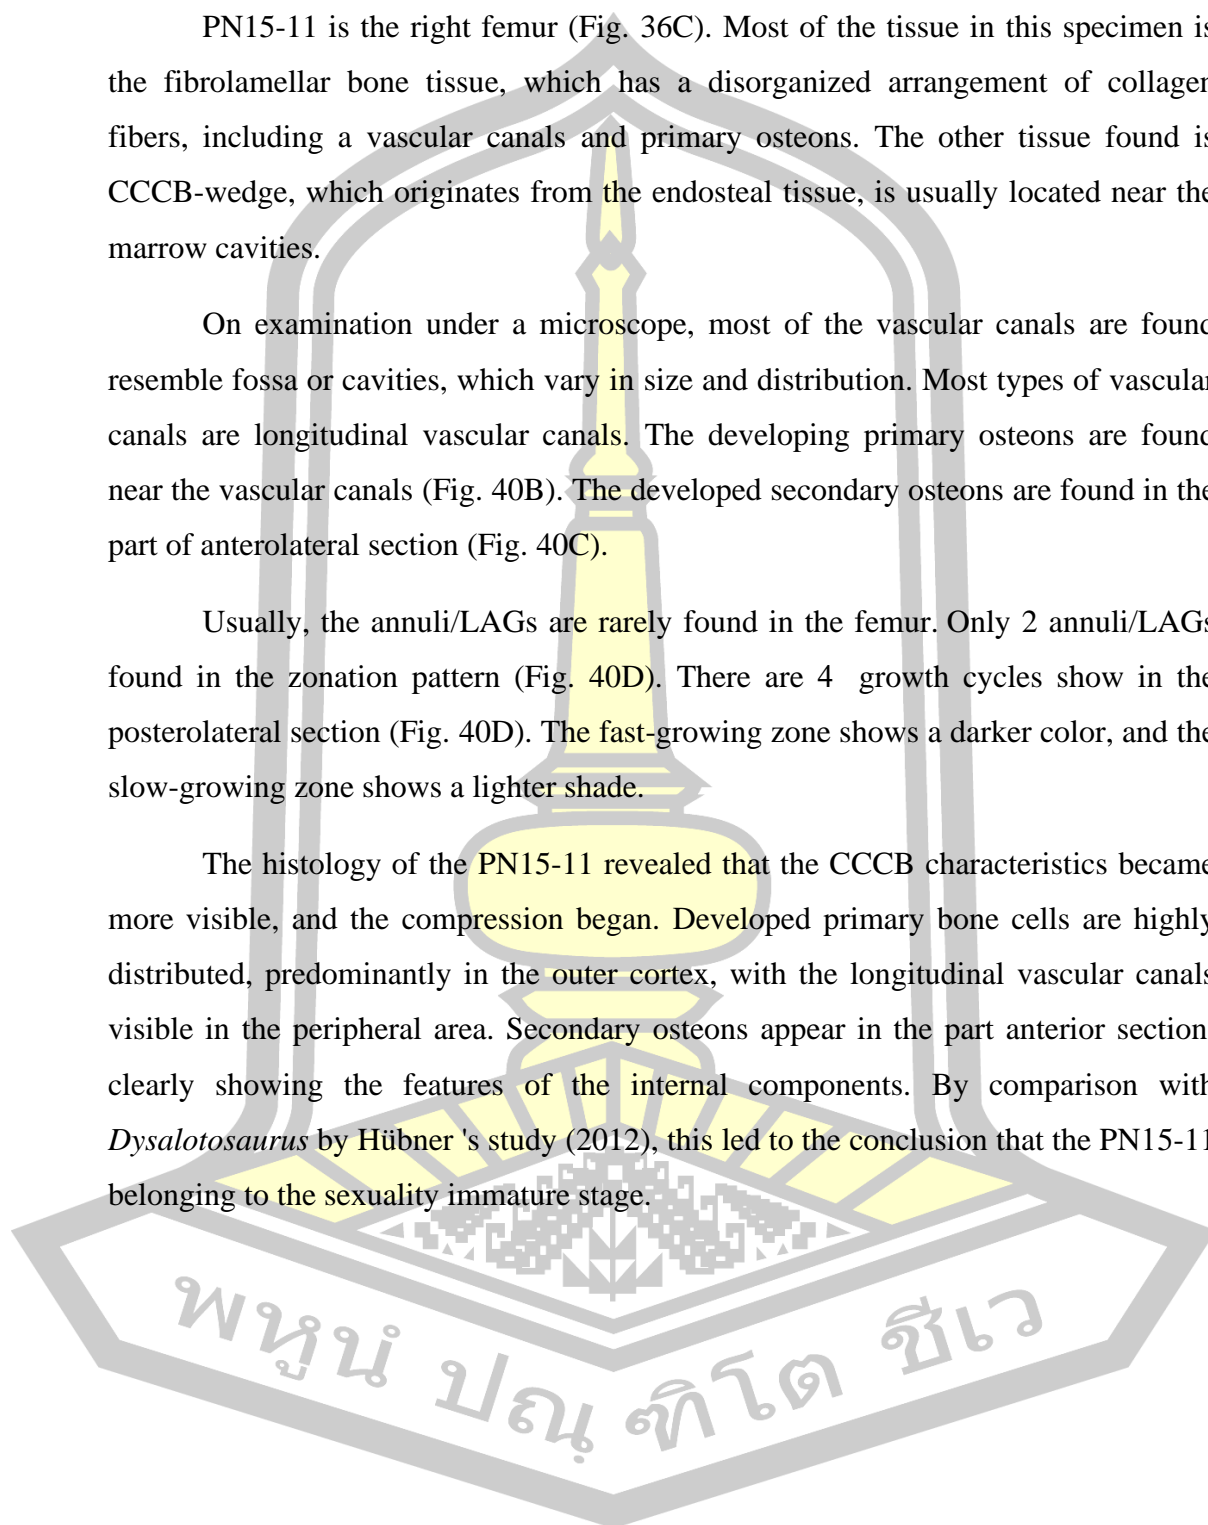 PN15-11 is the right femur (Fig. 36C). Most of the tissue in this specimen is
the fibrolamellar bone tissue, which has a disorganized arrangement of collagen
fibers, including a vascular canals and primary osteons. The other tissue found is
CCCB-wedge, which originates from the endosteal tissue, is usually located near the
marrow cavities.
On examination under a microscope, most of the vascular canals are found
resemble fossa or cavities, which vary in size and distribution. Most types of vascular
canals are longitudinal vascular canals. The developing primary osteons are found
near the vascular canals (Fig. 40B). The developed secondary osteons are found in the
part of anterolateral section (Fig. 40C).
Usually, the annuli/LAGs are rarely found in the femur. Only 2 annuli/LAGs
found in the zonation pattern (Fig. 40D). There are 4 growth cycles show in the
posterolateral section (Fig. 40D). The fast-growing zone shows a darker color, and the
slow-growing zone shows a lighter shade.
The histology of the PN15-11 revealed that the CCCB characteristics became
more visible, and the compression began. Developed primary bone cells are highly
distributed, predominantly in the outer cortex, with the longitudinal vascular canals
visible in the peripheral area. Secondary osteons appear in the part anterior section
clearly showing the features of the internal components. By comparison with
Dysalotosaurus by Hübner 's study (2012), this led to the conclusion that the PN15-11
belonging to the sexuality immature stage.
พหูนํ ปณฺฑิโต ชีเว